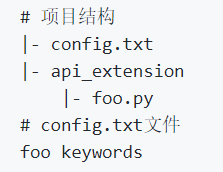 # 项目结构
|- config.txt
|- api_extension
|- foo.py
# config.txt文件
foo keywords